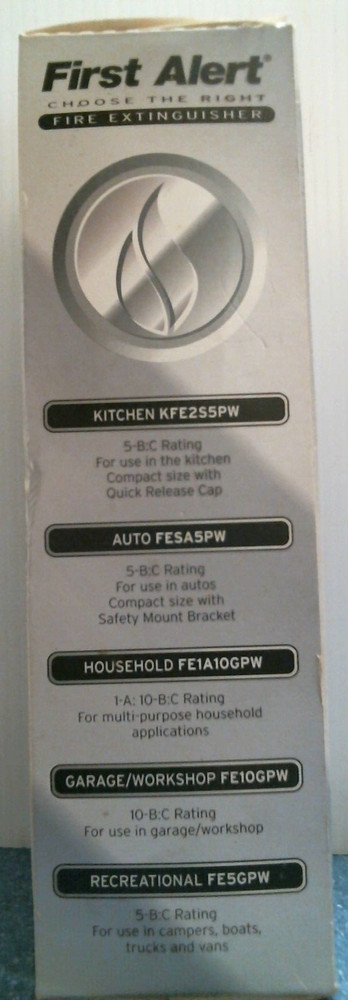 First Alert®
CHOOSE THE RIGHT
FIRE EXTINGUISHER
KITCHEN KFE2S5PW
5-B:C Rating
For use in the kitchen
Compact size with
Quick Release Cap
AUTO FESA5PW
5-B:C Rating
For use in autos
Compact size with
Safety Mount Bracket
HOUSEHOLD FE1A10GPW
1-A: 10-B:C Rating
For multi-purpose household
applications
GARAGE/WORKSHOP FE10GPW
10-B:C Rating
For use in garage/workshop
RECREATIONAL FE5GPW
5-B:C Rating
For use in campers, boats,
trucks and vans